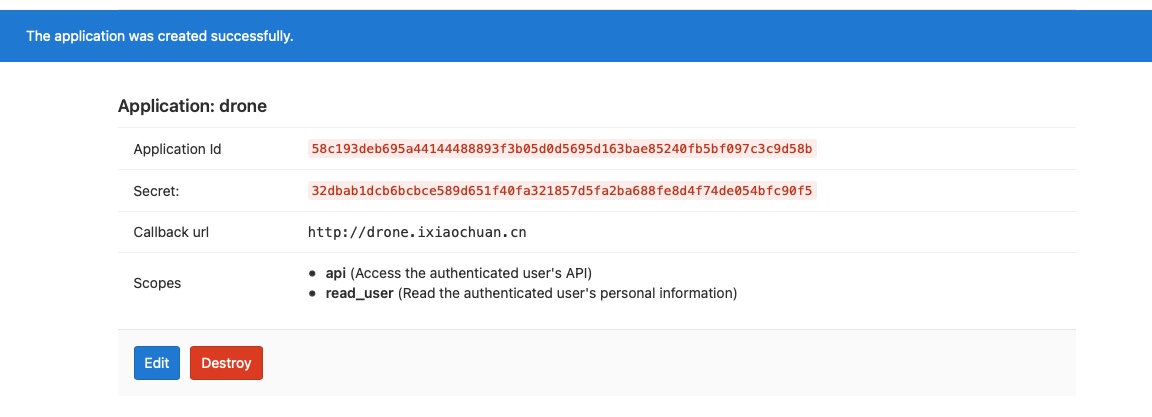 The application was created successfully.
Application: drone
Application Id 58c193deb695a44144488893f3b05d0d5695d163bae85240fb5bf097c3c9d58b
Secret: 32dbab1dcb6bcbce589d651f40fa321857d5fa2ba688fe8d4f74de054bfc90f5
Callback url http://drone.ixiaochuan.cn
Scopes
• api (Access the authenticated user's API)
• read_user (Read the authenticated user's personal information)
Edit Destroy